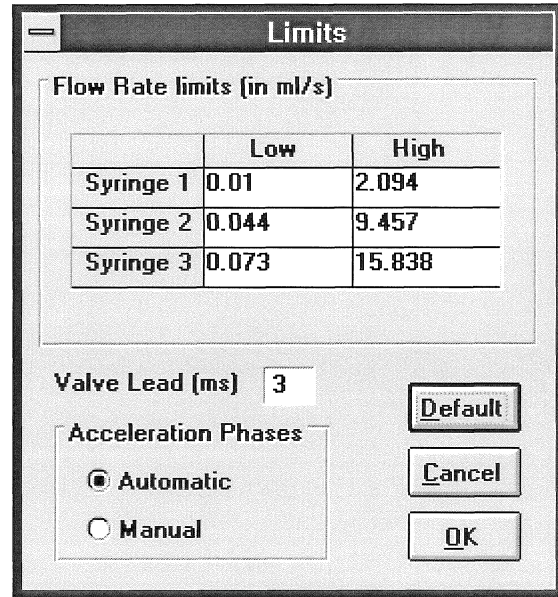 Limits
Flow Rate limits (in ml/s)
Low High
Syringe 1 0.01 2.094
Syringe 2 0.044 9.457
Syringe 3 0.073 15.838
Valve Lead (ms) 3
Default
Acceleration Phases
Automatic
Cancel
Manual
OK